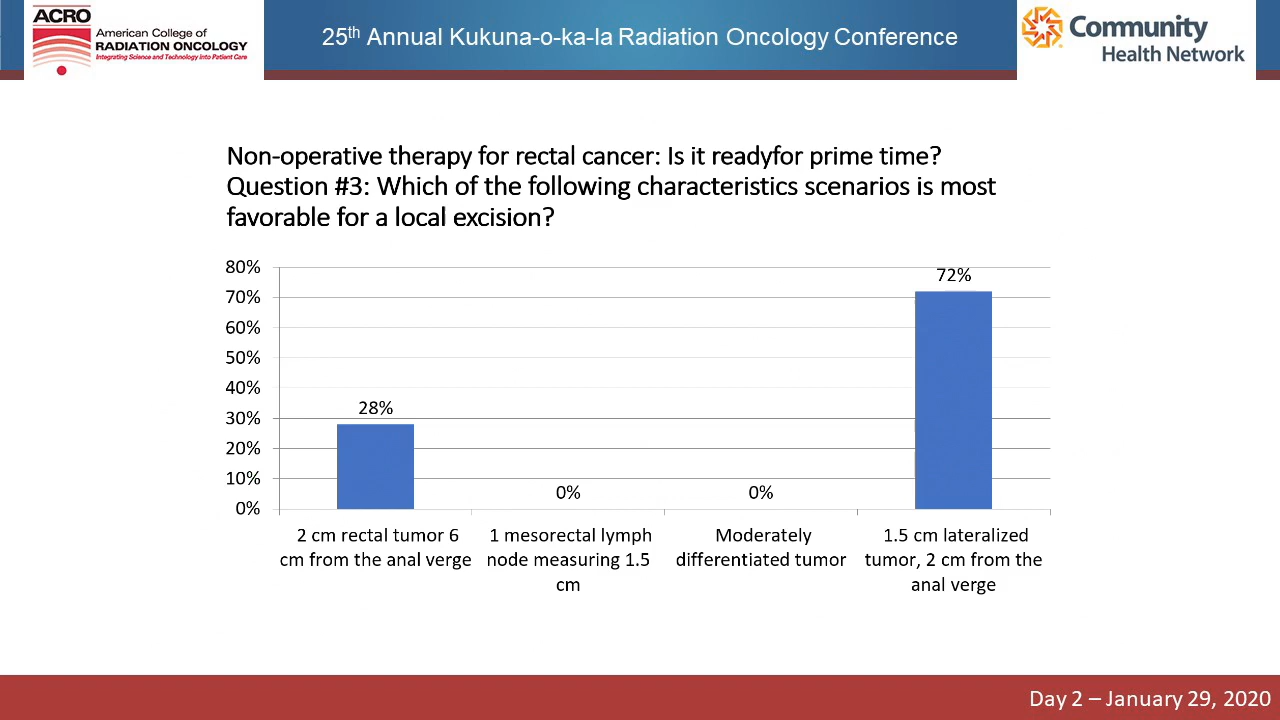 ACRO
American College of
RADIATION ONCOLOGY
Integrating Science and Technology Into Patient Care
25th Annual Kukuna-o-ka-la Radiation Oncology Conference
Community
Health Network
Non-operative therapy for rectal cancer: Is it readyfor prime time?
Question #3: Which of the following characteristics scenarios is most
favorable for a local excision?
80%
70%
60%
50%
40%
30%
20%
10%
0%
28%
0%
0%
72%
2 cm rectal tumor 6
cm from the anal verge
1 mesorectal lymph
node measuring 1.5
cm
Moderately
differentiated tumor
1.5 cm lateralized
tumor, 2 cm from the
anal verge
Day 2 – January 29, 2020